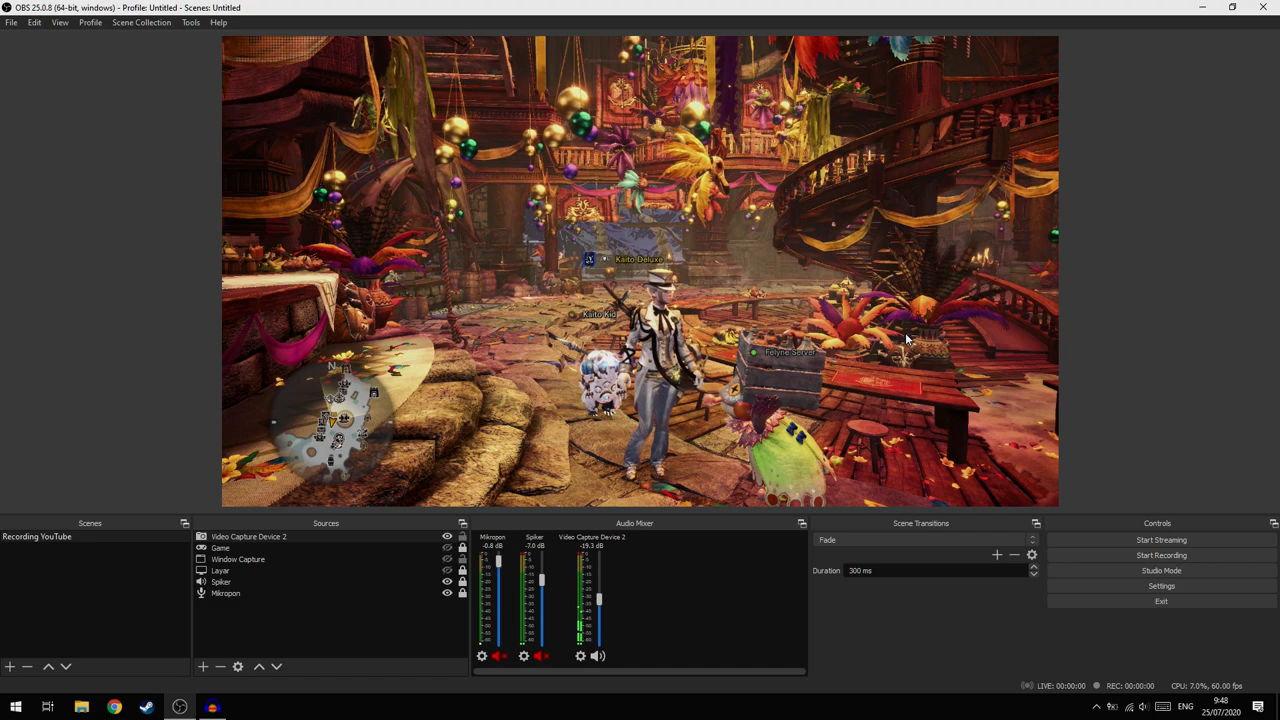 OBS 25.0.8 (64-bit, windows) - Profile: Untitled - Scenes: Untitled
File Edit View Profile Scene Collection Tools Help
Kaito Deluxe
Kaito Kid
Felyne Server
N
Scenes
Recording YouTube
Sources
Video Capture Device 2
Game
Window Capture
Layar
Spiker
Mikropon
Audio Mixer
Mikropon Spiker Video Capture Device 2
-0.8 dB -7.0 dB -19.3 dB
Scene Transitions
Fade
Duration 300 ms
Controls
Start Streaming
Start Recording
Studio Mode
Settings
Exit
LIVE: 00:00:00 REC: 00:00:00 CPU: 7.0%, 60.00 fps
ENG
9:48
25/07/2020